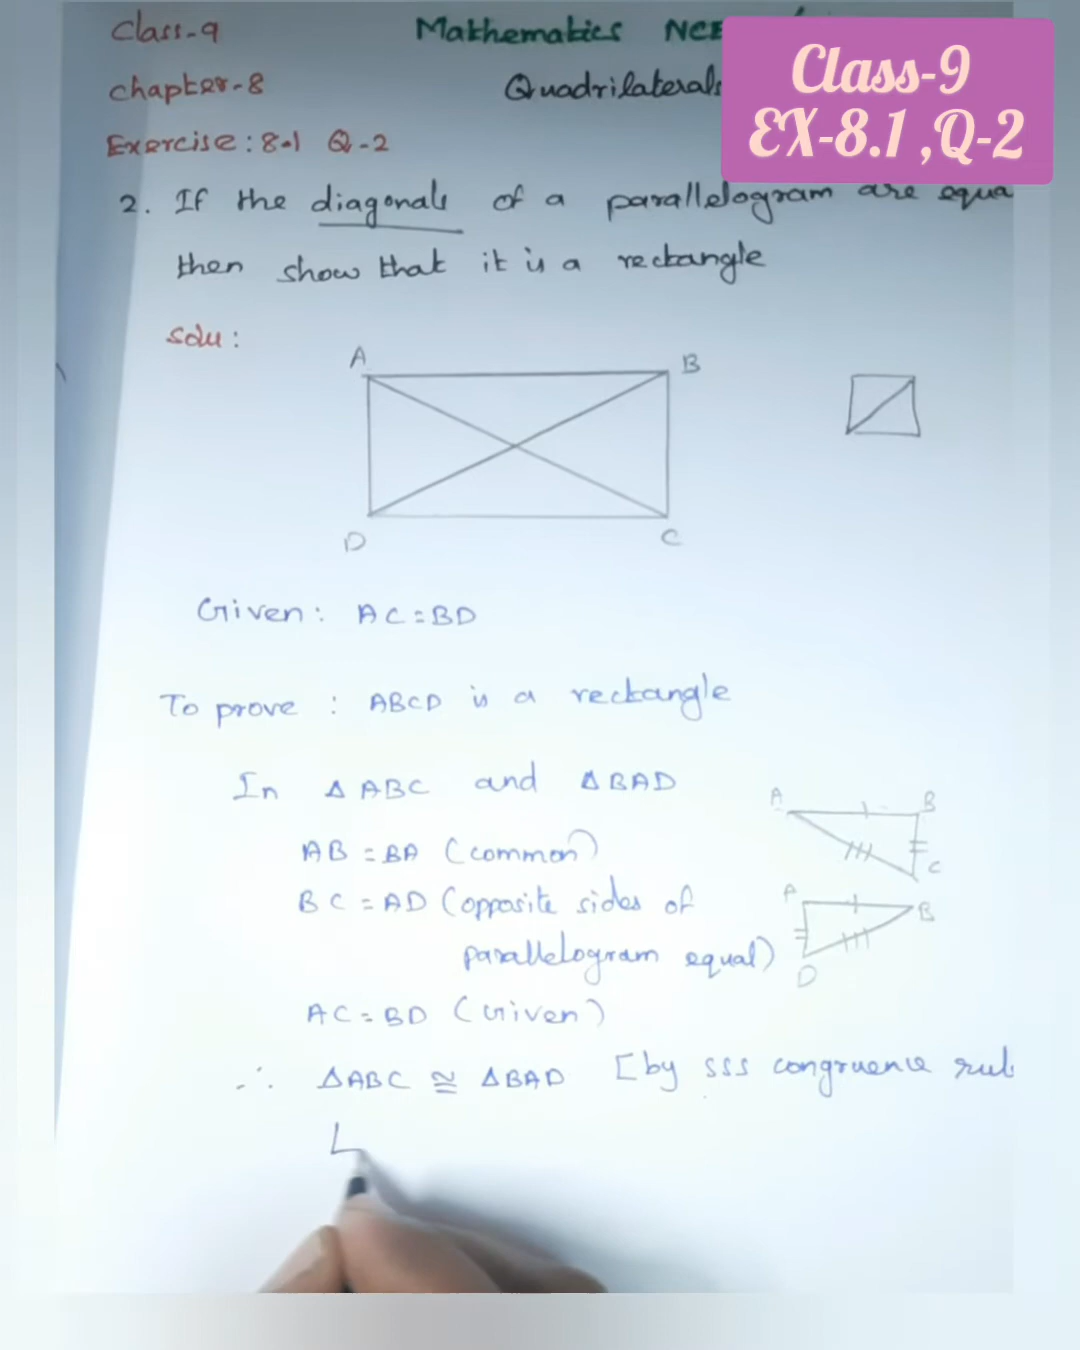 Class-9 Mathematics
Class-9
EX-8.1 ,Q-2
Chapter-8 Quadrilaterals
Exercise: 8.1 Q-2
2. If the diagonals of a parallelogram are equa
then show that it is a rectangle
Solu:
A
B
D
C
Given: AC=BD
To prove : ABCD is a rectangle
In ∆ ABC and ∆BAD
AB = BA (common)
BC = AD (opposite sides of
parallelogram equal)
AC = BD (Given)
∴ ∆ABC ≅ ∆BAD [by SSS congruence
A
B
C
A
B
D